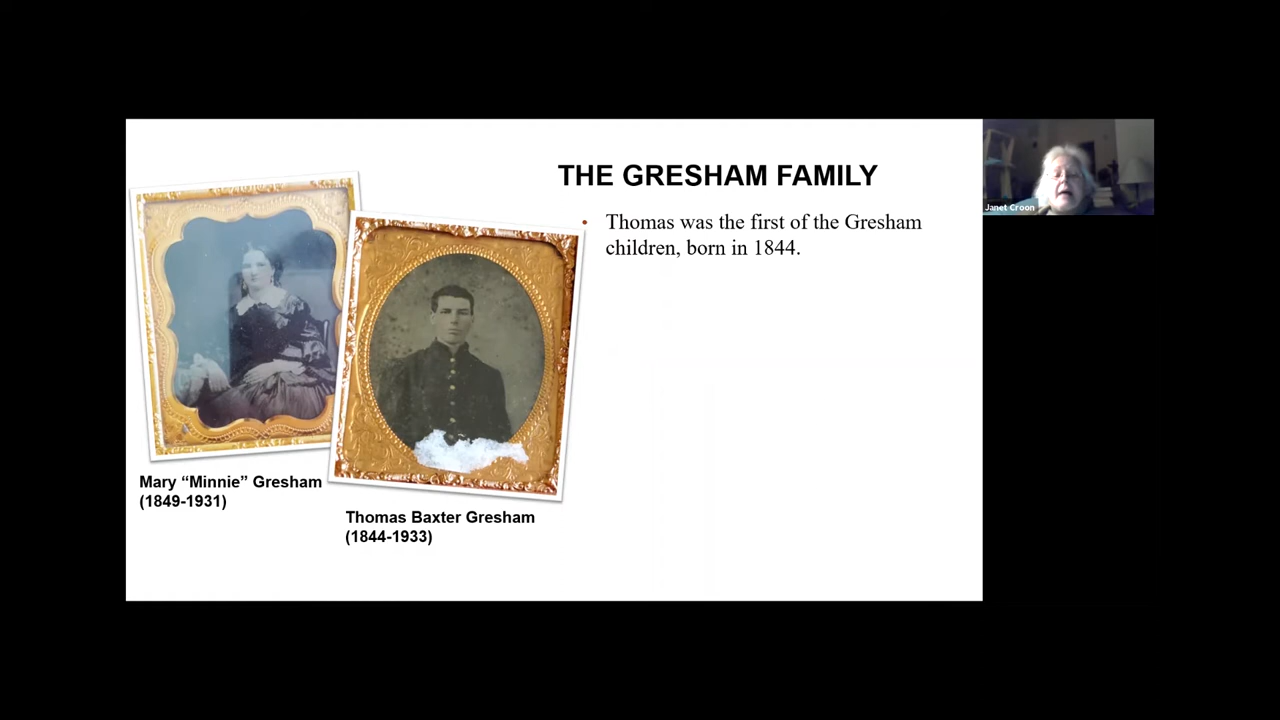 THE GRESHAM FAMILY
• Thomas was the first of the Gresham
children, born in 1844.
Mary “Minnie” Gresham
(1849-1931)
Thomas Baxter Gresham
(1844-1933)
Janet Croon